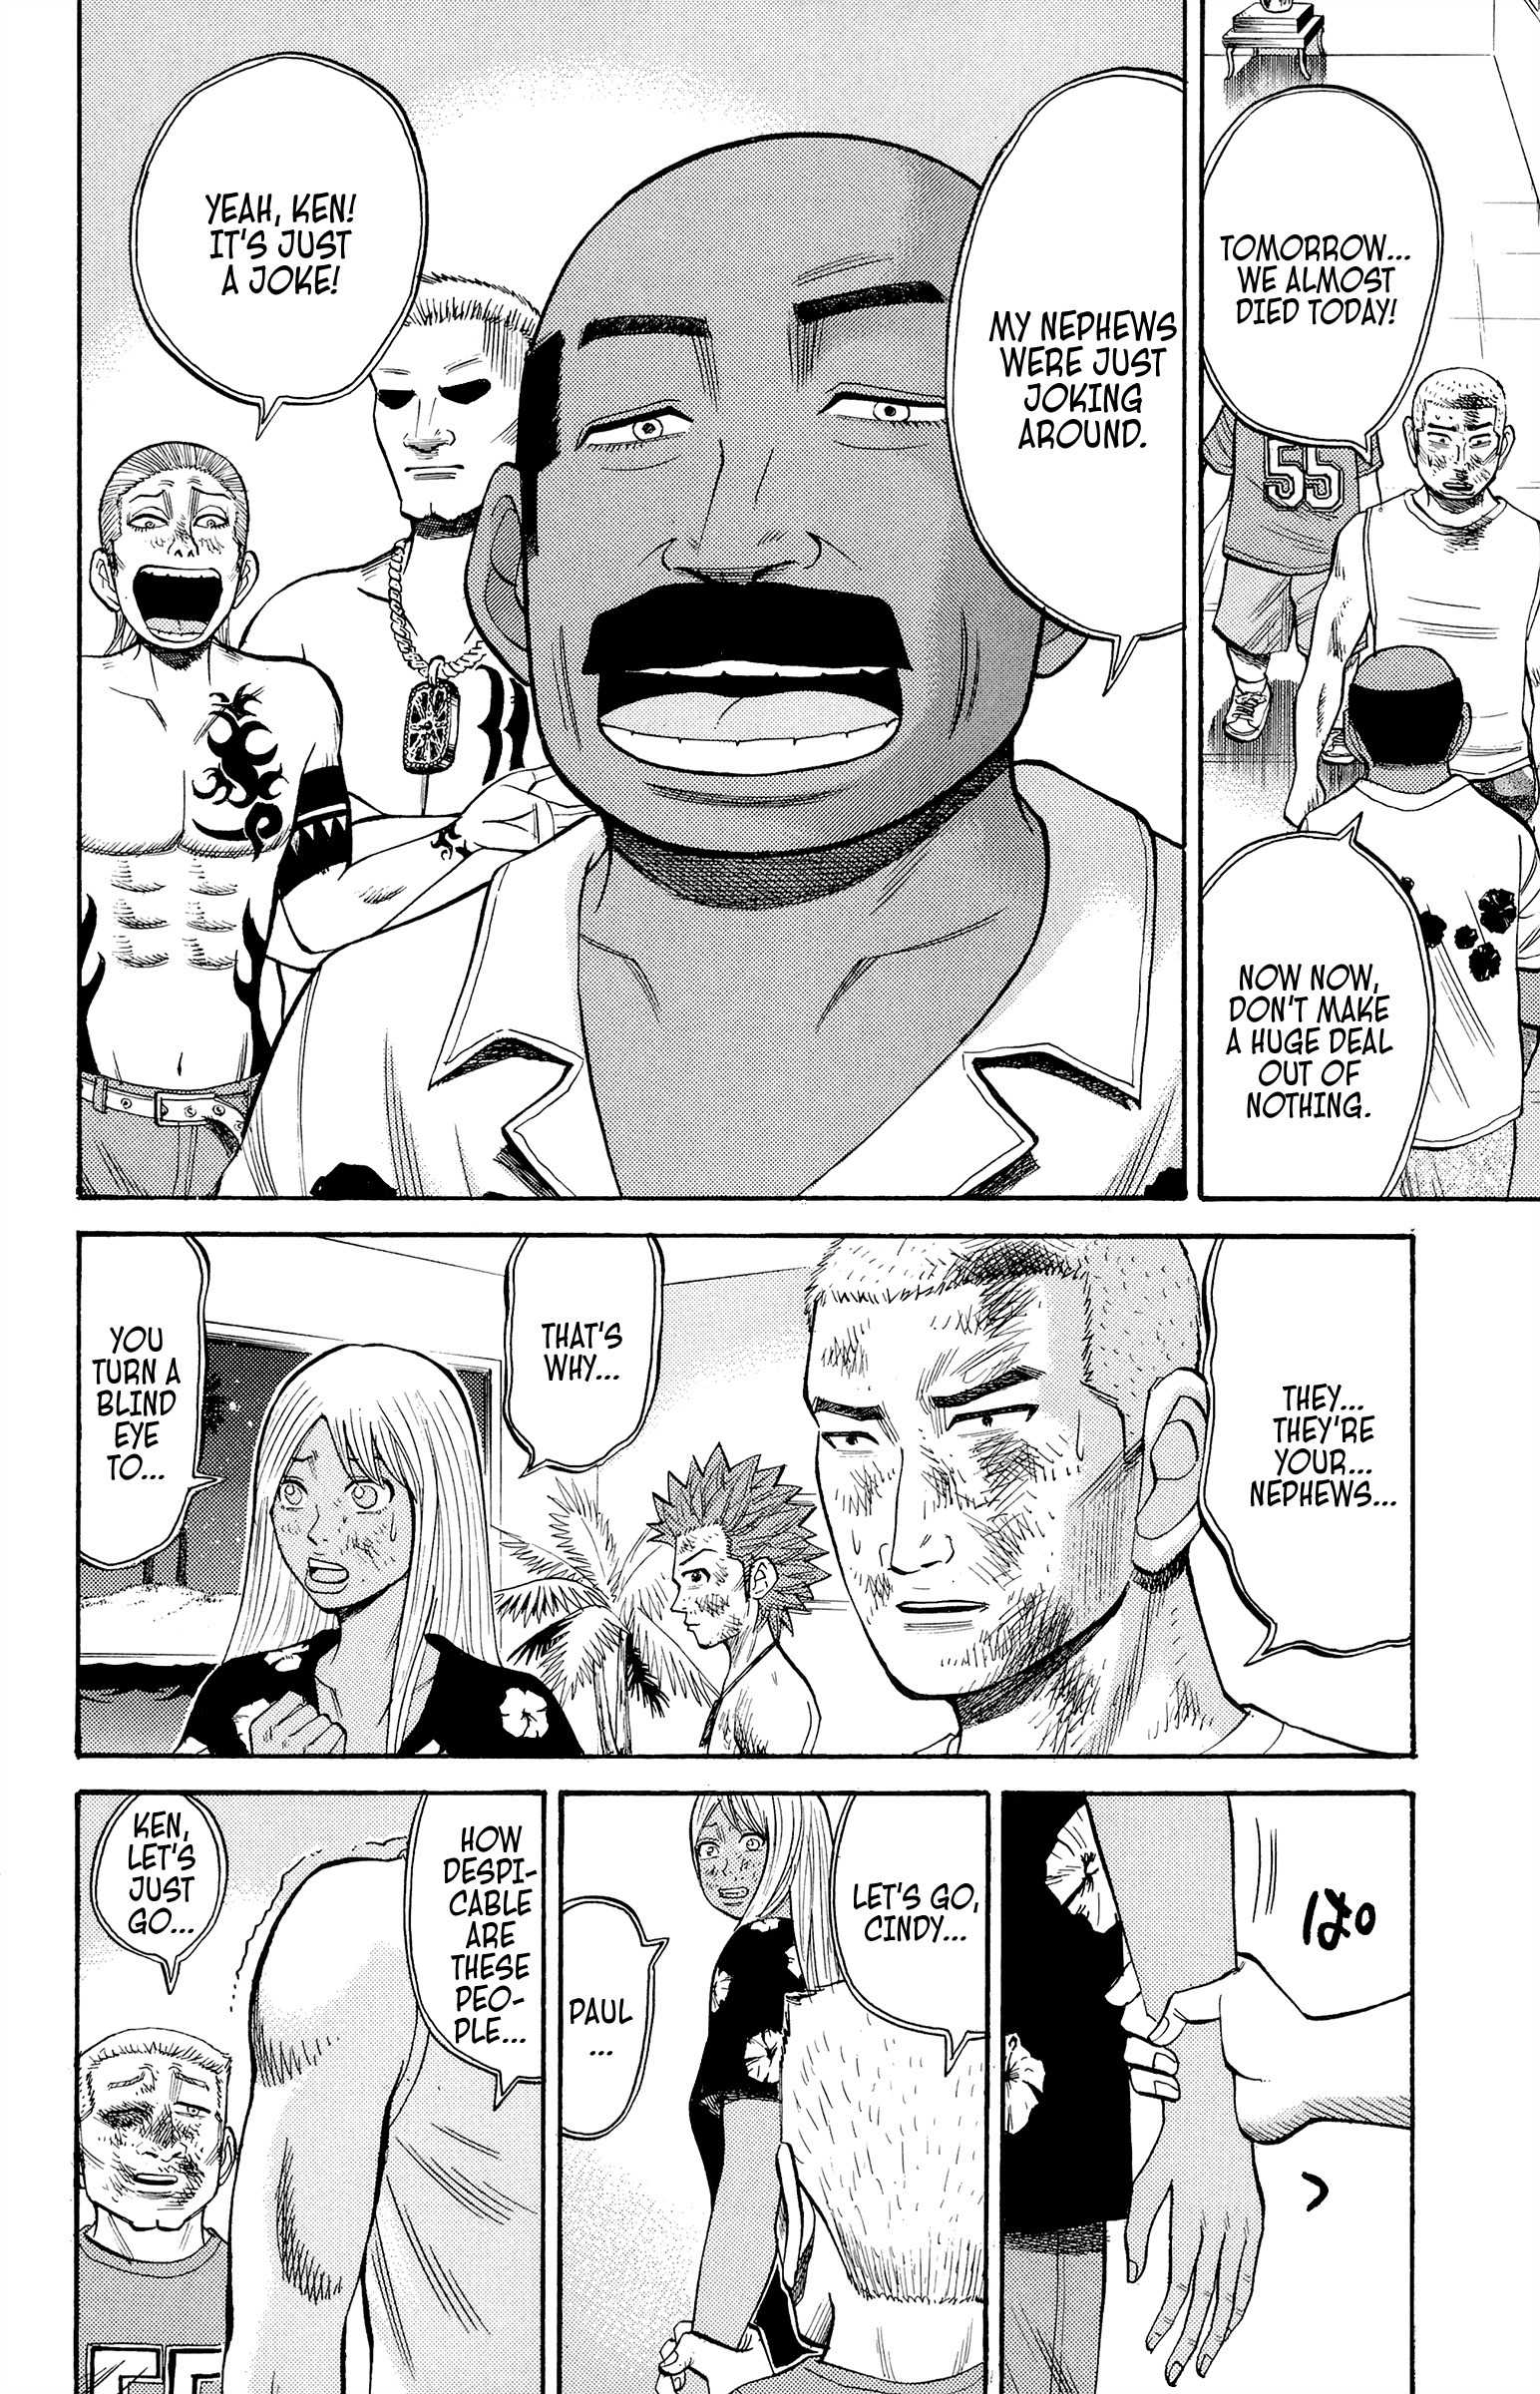 TOMORROW...
WE ALMOST
DIED TODAY!
55
NOW NOW,
DON'T MAKE
A HUGE DEAL
OUT OF
NOTHING.
MY NEPHEWS
WERE JUST
JOKING
AROUND.
YEAH, KEN!
IT'S JUST
A JOKE!
THEY...
THEY'RE
YOUR...
NEPHEWS...
THAT'S
WHY...
YOU
TURN A
BLIND
EYE
TO...
ぱ
っ
LET'S GO,
CINDY...
PAUL
...
HOW
DESPI-
CABLE
ARE
THESE
PEO-
PLE...
KEN,
LET'S
JUST
GO...
55